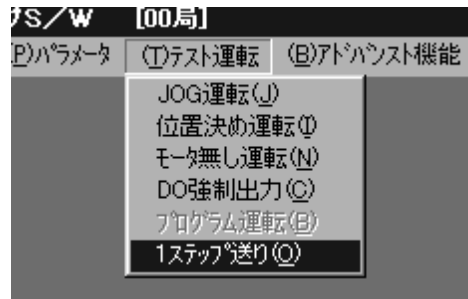 S/W [00局]
(P)ﾊﾟﾗﾒｰﾀ (T)ﾃｽﾄ運転 (B)ｱﾄﾞﾊﾞﾝｽﾄ機能
JOG運転(J)
位置決め運転(I)
ﾓｰﾀ無し運転(N)
DO強制出力(C)
ﾌﾟﾛｸﾞﾗﾑ運転(B)
1ｽﾃｯﾌﾟ送り(O)